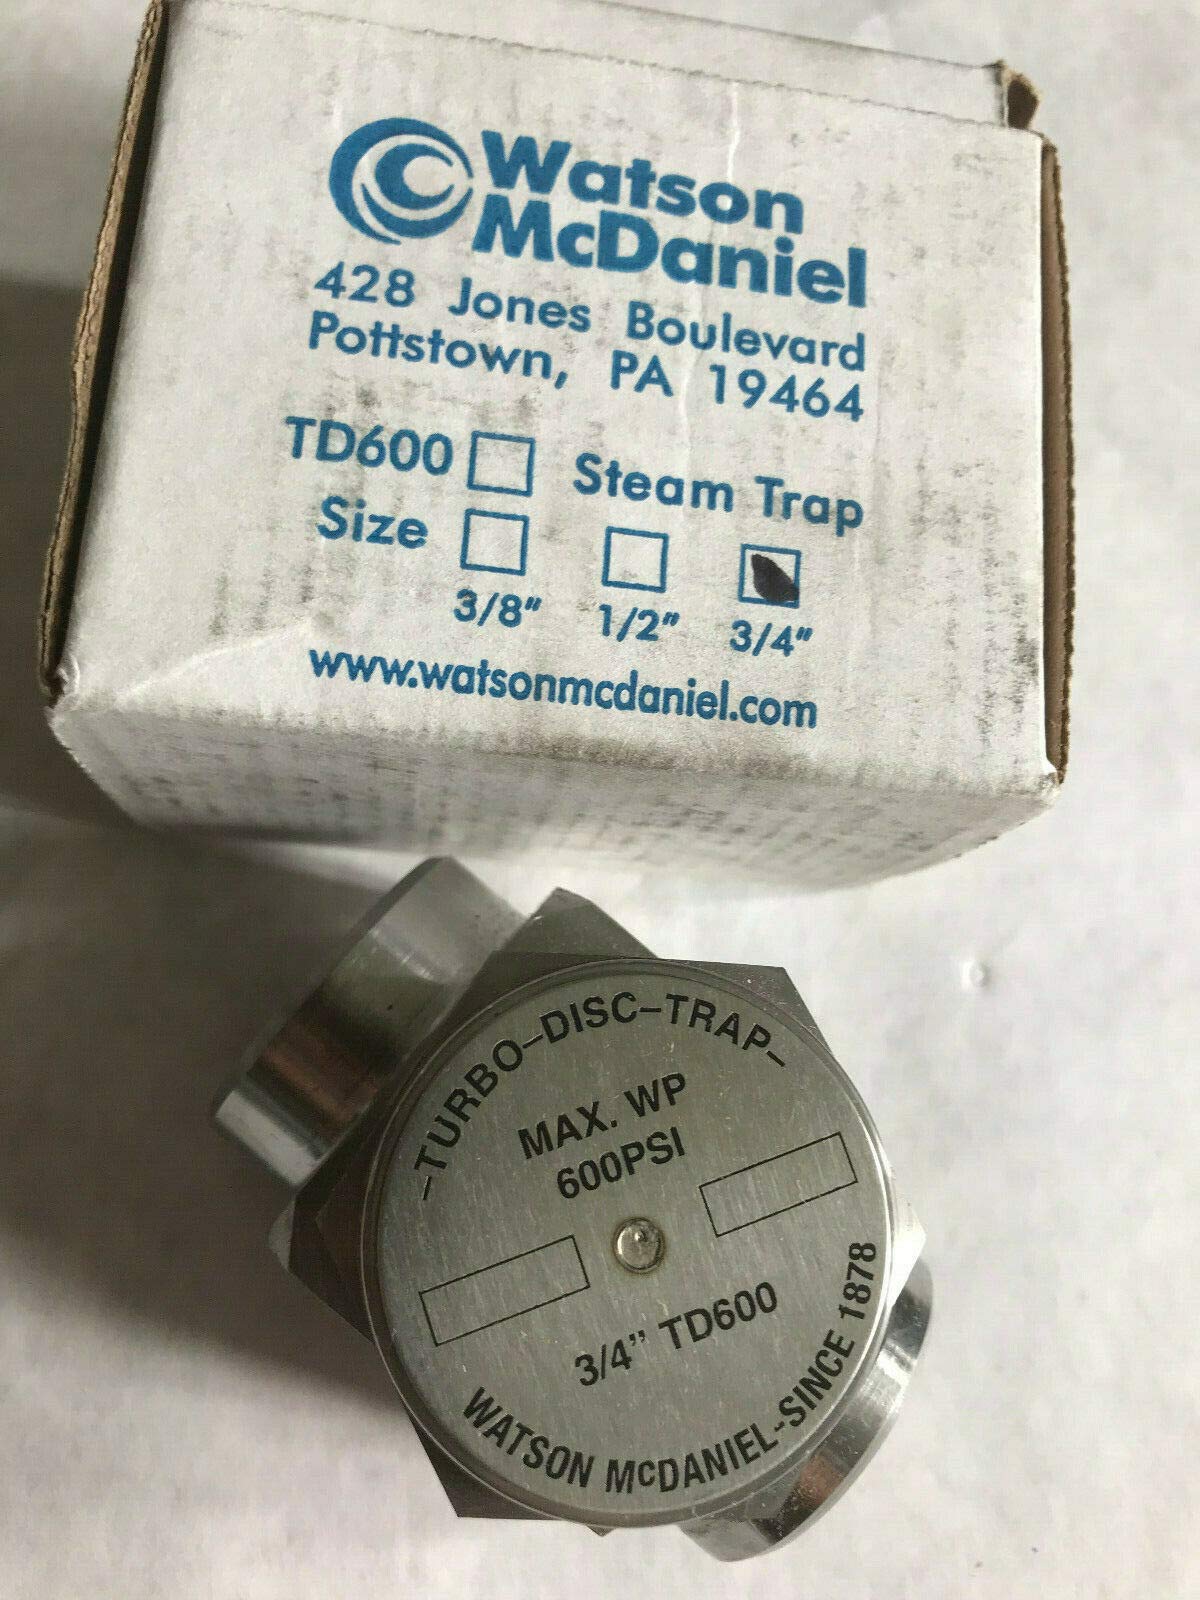 Watson
McDaniel
428 Jones Boulevard
Pottstown, PA 19464
TD600 Steam Trap
Size
3/8" 1/2" 3/4"
www.watsonmcdaniel.com
-TURBO-DISC-TRAP-
MAX. WP
600PSI
3/4" TD600
WATSON McDANIEL-SINCE 1878